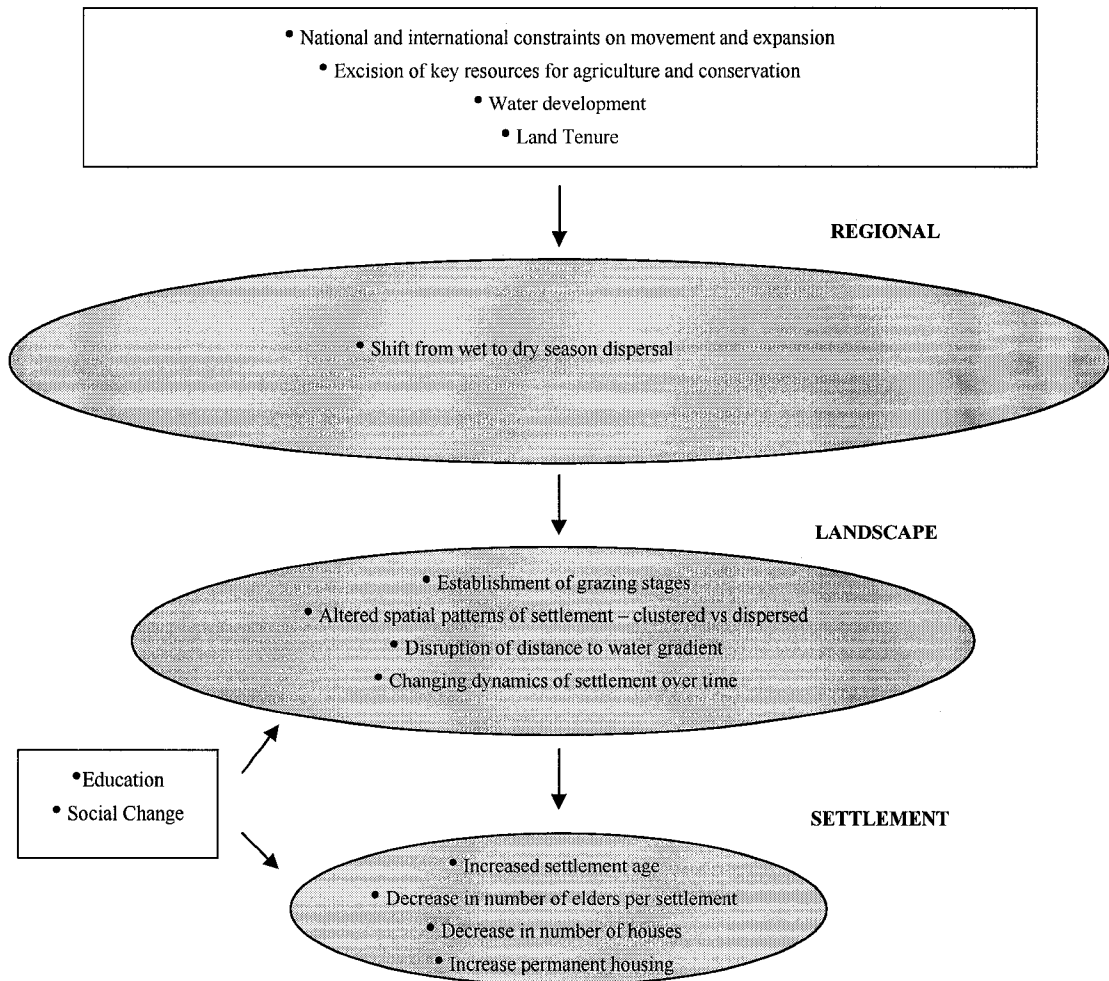 • National and international constraints on movement and expansion
• Excision of key resources for agriculture and conservation
• Water development
• Land Tenure
REGIONAL
• Shift from wet to dry season dispersal
LANDSCAPE
• Establishment of grazing stages
• Altered spatial patterns of settlement – clustered vs dispersed
• Disruption of distance to water gradient
• Changing dynamics of settlement over time
•Education
• Social Change
SETTLEMENT
• Increased settlement age
• Decrease in number of elders per settlement
• Decrease in number of houses
• Increase permanent housing